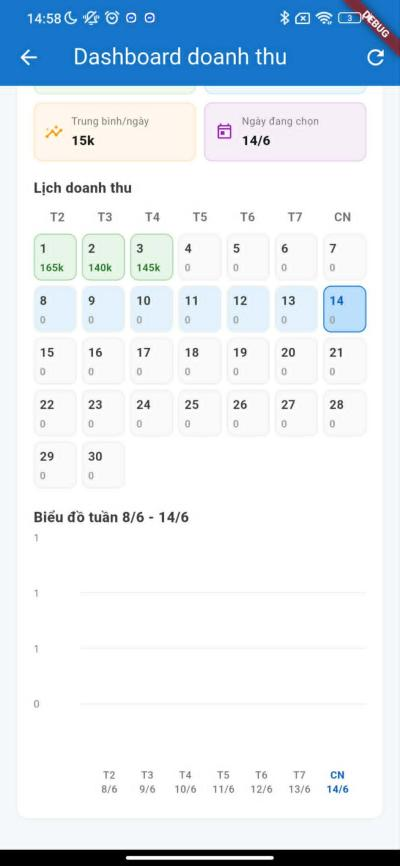 14:58
3
DEBUG
Dashboard doanh thu
Trung bình/ngày
15k
Ngày đang chọn
14/6
Lịch doanh thu
T2 T3 T4 T5 T6 T7 CN
1 2 3 4 5 6 7
165k 140k 145k 0 0 0 0
8 9 10 11 12 13 14
0 0 0 0 0 0 0
15 16 17 18 19 20 21
0 0 0 0 0 0 0
22 23 24 25 26 27 28
0 0 0 0 0 0 0
29 30
0 0
Biểu đồ tuần 8/6 - 14/6
1
1
1
0
T2 T3 T4 T5 T6 T7 CN
8/6 9/6 10/6 11/6 12/6 13/6 14/6